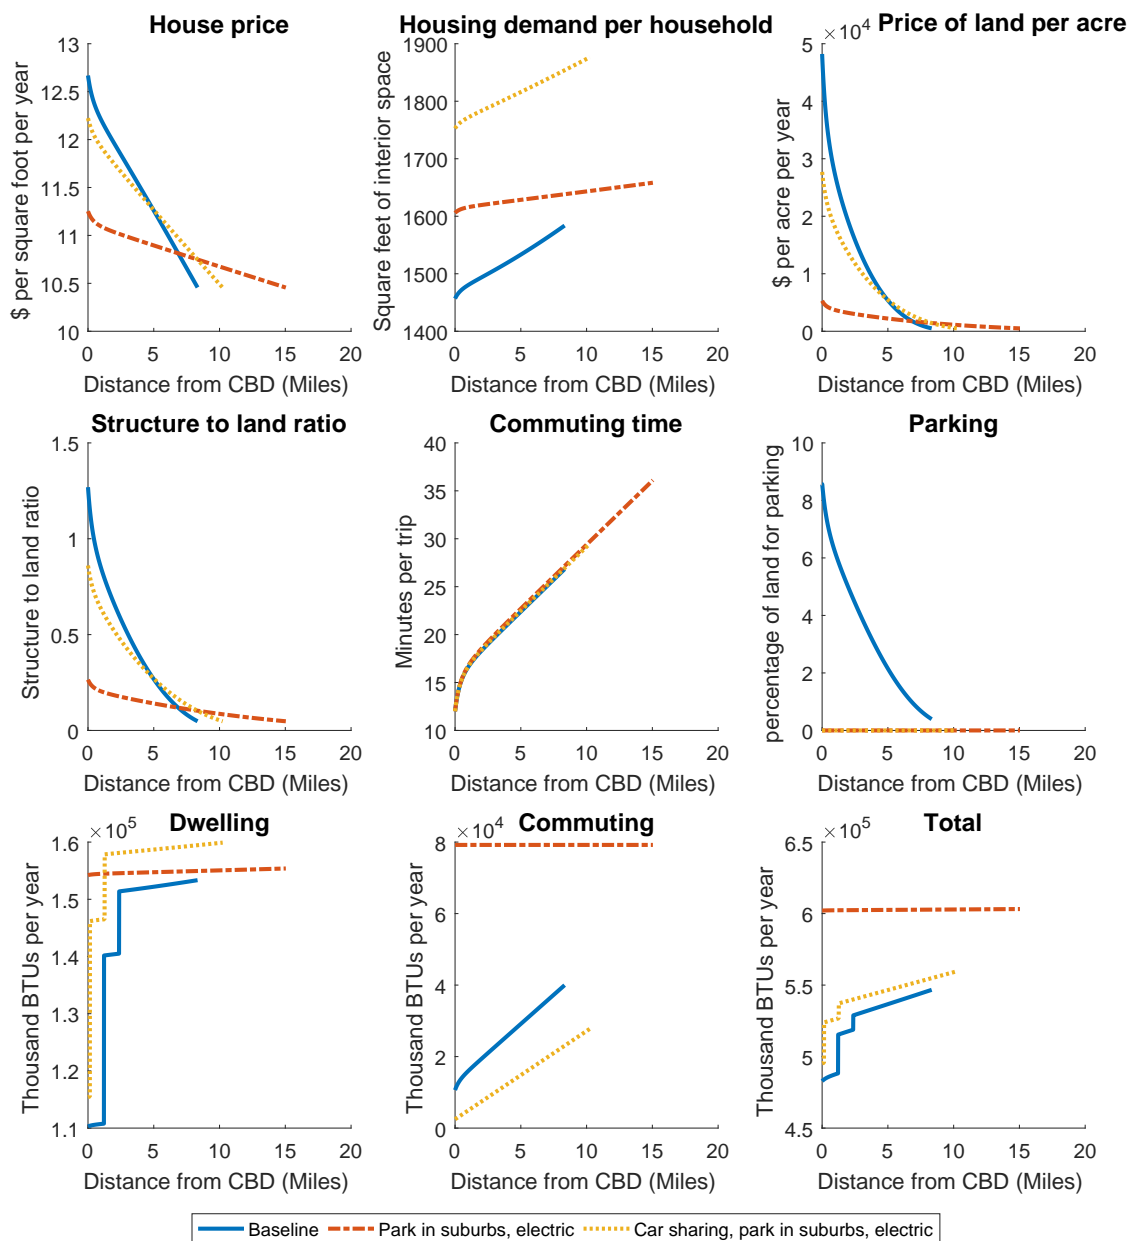 House price
Housing demand per household
Price of land per acre
×10⁴
13
12.5
12
11.5
11
10.5
10
$ per square foot per year
0 5 10 15 20
Distance from CBD (Miles)
1900
1800
1700
1600
1500
1400
Square feet of interior space
0 5 10 15 20
Distance from CBD (Miles)
5
4
3
2
1
0
$ per acre per year
0 5 10 15 20
Distance from CBD (Miles)
Structure to land ratio
Commuting time
Parking
1.5
1
0.5
0
Structure to land ratio
0 5 10 15 20
Distance from CBD (Miles)
40
35
30
25
20
15
10
Minutes per trip
0 5 10 15 20
Distance from CBD (Miles)
10
8
6
4
2
0
percentage of land for parking
0 5 10 15 20
Distance from CBD (Miles)
×10⁵
Dwelling
×10⁴
Commuting
×10⁵
Total
1.6
1.5
1.4
1.3
1.2
1.1
Thousand BTUs per year
0 5 10 15 20
Distance from CBD (Miles)
8
6
4
2
0
Thousand BTUs per year
0 5 10 15 20
Distance from CBD (Miles)
6.5
6
5.5
5
4.5
Thousand BTUs per year
0 5 10 15 20
Distance from CBD (Miles)
Baseline
Park in suburbs, electric
Car sharing, park in suburbs, electric